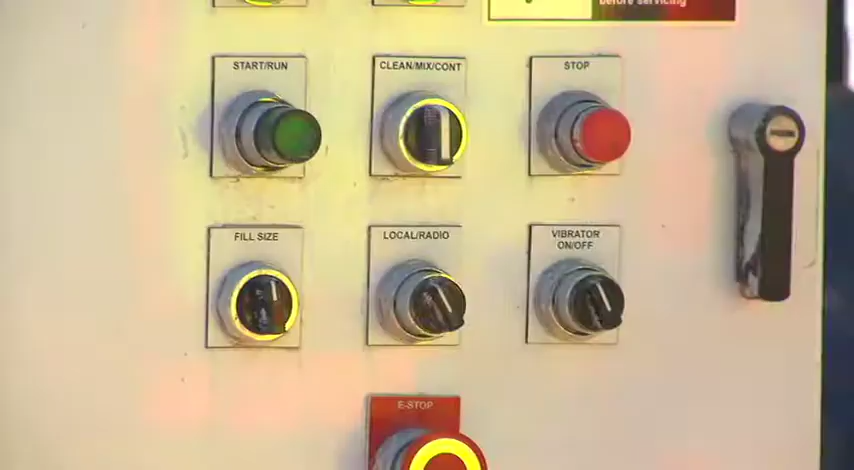 before servicing
START/RUN
CLEAN/MIX/CONT
STOP
FILL SIZE
LOCAL/RADIO
VIBRATOR
ON/OFF
E-STOP